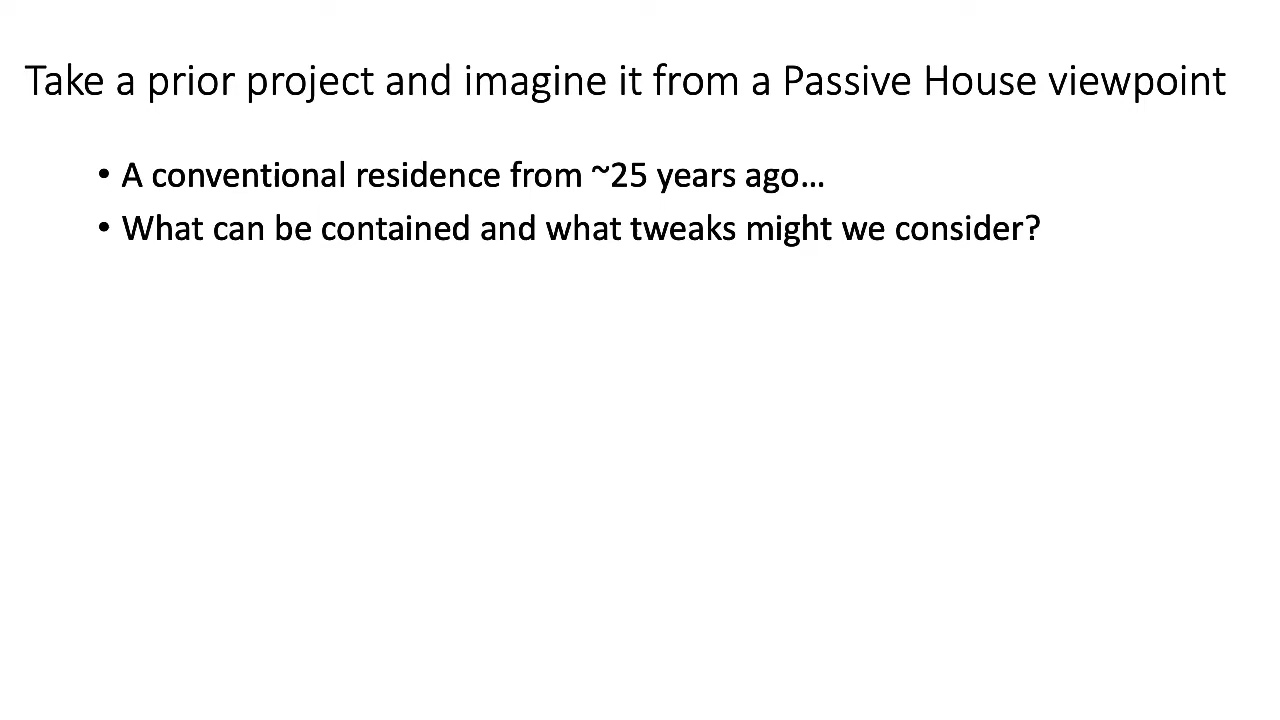 Take a prior project and imagine it from a Passive House viewpoint
• A conventional residence from ~25 years ago…
• What can be contained and what tweaks might we consider?